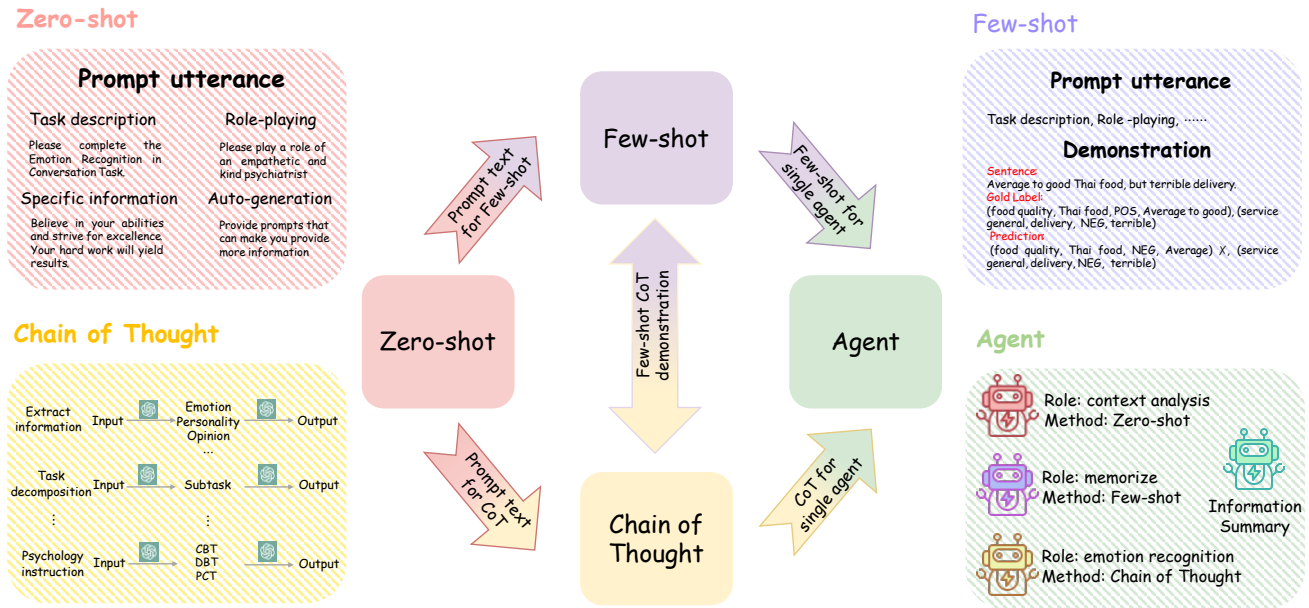 Zero-shot
Prompt utterance
Task description
Please complete the
Emotion Recognition in
Conversation Task.
Role-playing
Please play a role of
an empathetic and
kind psychiatrist
Specific information
Believe in your abilities
and strive for excellence.
Your hard work will yield
results.
Auto-generation
Provide prompts that
can make you provide
more information
Chain of Thought
Extract
information
Input
Emotion
Personality
Opinion
...
Output
Task
decomposition
Input
Subtask
Output
⋮
⋮
Psychology
instruction
Input
CBT
DBT
PCT
Output
Zero-shot
Prompt text
for Few-shot
Prompt text
for CoT
Few-shot
Few-shot CoT
demonstration
Chain of
Thought
Few-shot for
single agent
CoT for
single agent
Agent
Few-shot
Prompt utterance
Task description, Role -playing, ······
Demonstration
Sentence:
Average to good Thai food, but terrible delivery.
Gold Label:
(food quality, Thai food, POS, Average to good), (service
general, delivery, NEG, terrible)
Prediction:
(food quality, Thai food, NEG, Average) X, (service
general, delivery, NEG, terrible)
Agent
Role: context analysis
Method: Zero-shot
Role: memorize
Method: Few-shot
Role: emotion recognition
Method: Chain of Thought
Information
Summary